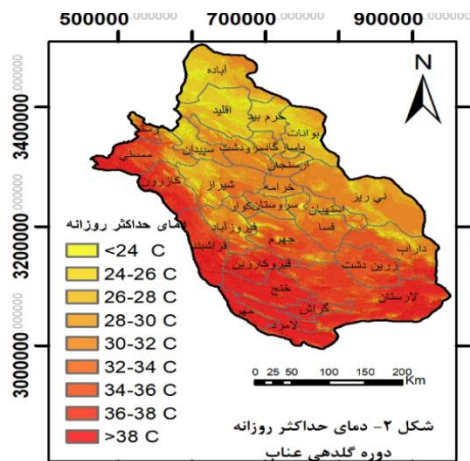 500000 700000 900000
N
3400000
3200000
3000000
آباده
اقلید
خرم بید
بوانات
سپیدان
پاسارگاد
مرودشت
ارسنجان
ممسنی
کازرون
شیراز
خرامه
ني ريز
سروستان
استهبان
کوار
فسا
فیروزآباد
جهرم
داراب
فراشبند
قیروکارزین
زرین دشت
لارستان
خنج
گراش
مهر
لامرد
دمای حداکثر روزانه
<24 C
24-26 C
26-28 C
28-30 C
30-32 C
32-34 C
34-36 C
36-38 C
>38 C
0 25 50 100 150 200
Km
شکل ۲- دمای حداکثر روزانه
دوره گلدهی عناب